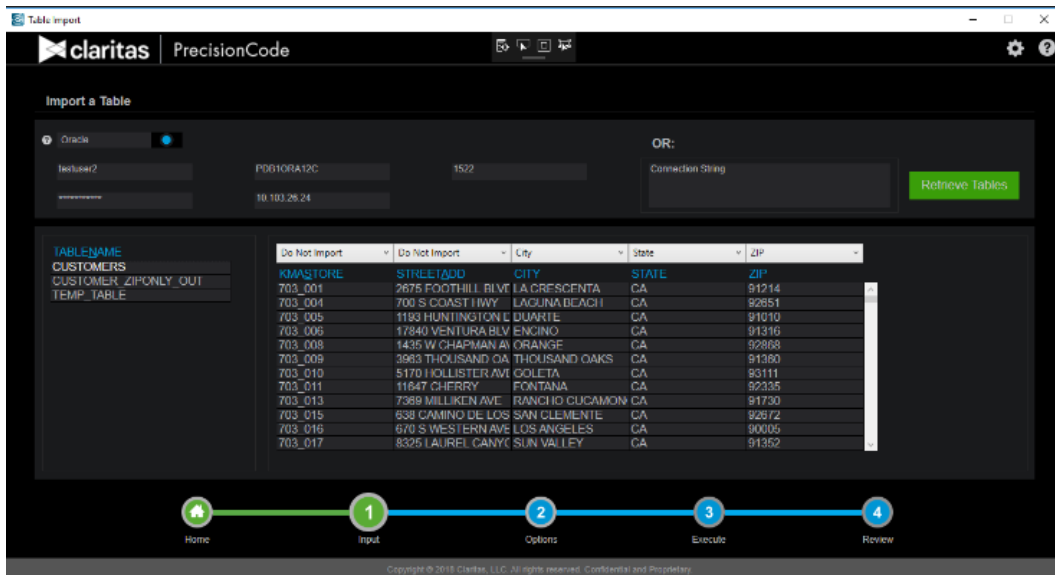 Table Import
claritas PrecisionCode
Import a Table
Oracle
OR:
testuser2 PDB1ORA12C 1522 Connection String
********** 10.103.26.24
Retrieve Tables
TABLENAME
CUSTOMERS
CUSTOMER_ZIPONLY_OUT
TEMP_TABLE
Do Not Import Do Not Import City State ZIP
KMASTORE STREETADD CITY STATE ZIP
703_001 2675 FOOTHILL BLVD LA CRESCENTA CA 91214
703_004 700 S COAST HWY LAGUNA BEACH CA 92651
703_005 1193 HUNTINGTON D DUARTE CA 91010
703_006 17840 VENTURA BLV ENCINO CA 91316
703_008 1435 W CHAPMAN AV ORANGE CA 92868
703_009 3963 THOUSAND OA THOUSAND OAKS CA 91360
703_010 5170 HOLLISTER AVE GOLETA CA 93111
703_011 11647 CHERRY FONTANA CA 92335
703_013 7369 MILLIKEN AVE RANCHO CUCAMON CA 91730
703_015 638 CAMINO DE LOS SAN CLEMENTE CA 92672
703_016 670 S WESTERN AVE LOS ANGELES CA 90005
703_017 8325 LAUREL CANYO SUN VALLEY CA 91352
1 2 3 4
Home Input Options Execute Review
Copyright © 2018 Claritas, LLC. All rights reserved. Confidential and Proprietary.